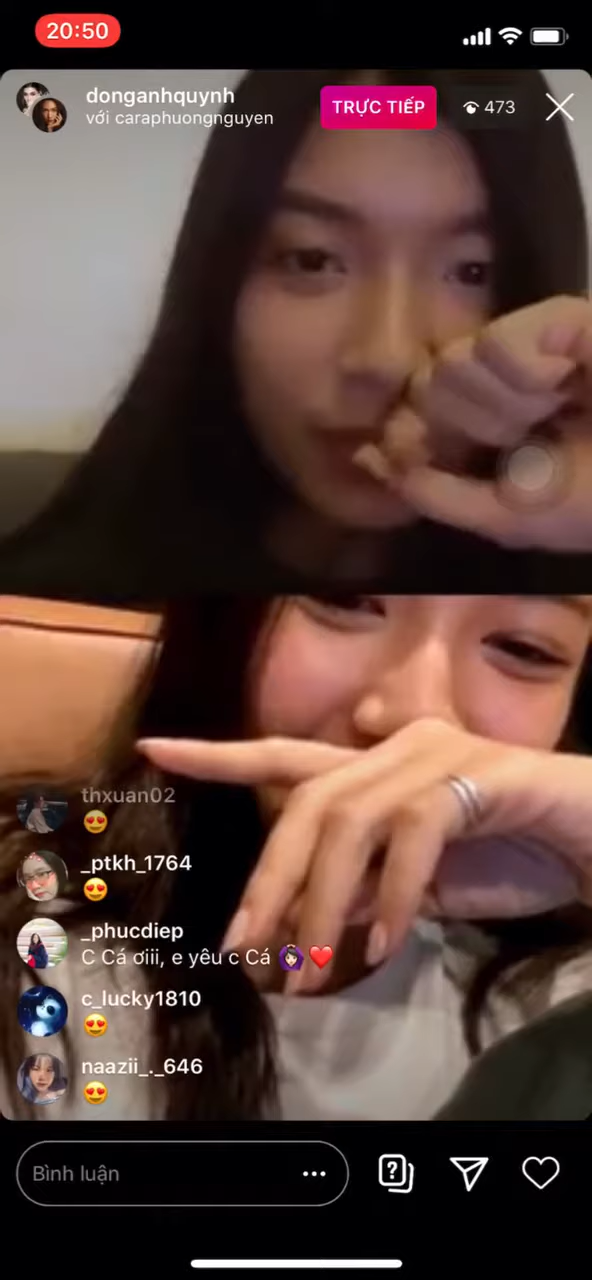 20:50
donganhquynh
với caraphuongnguyen
TRỰC TIẾP
473
thxuan02
😍
_ptkh_1764
😍
_phucdiep
C Cá ơiii, e yêu c Cá 🙆🏻‍♀️❤️
c_lucky1810
😍
naazii_._646
😍
Bình luận